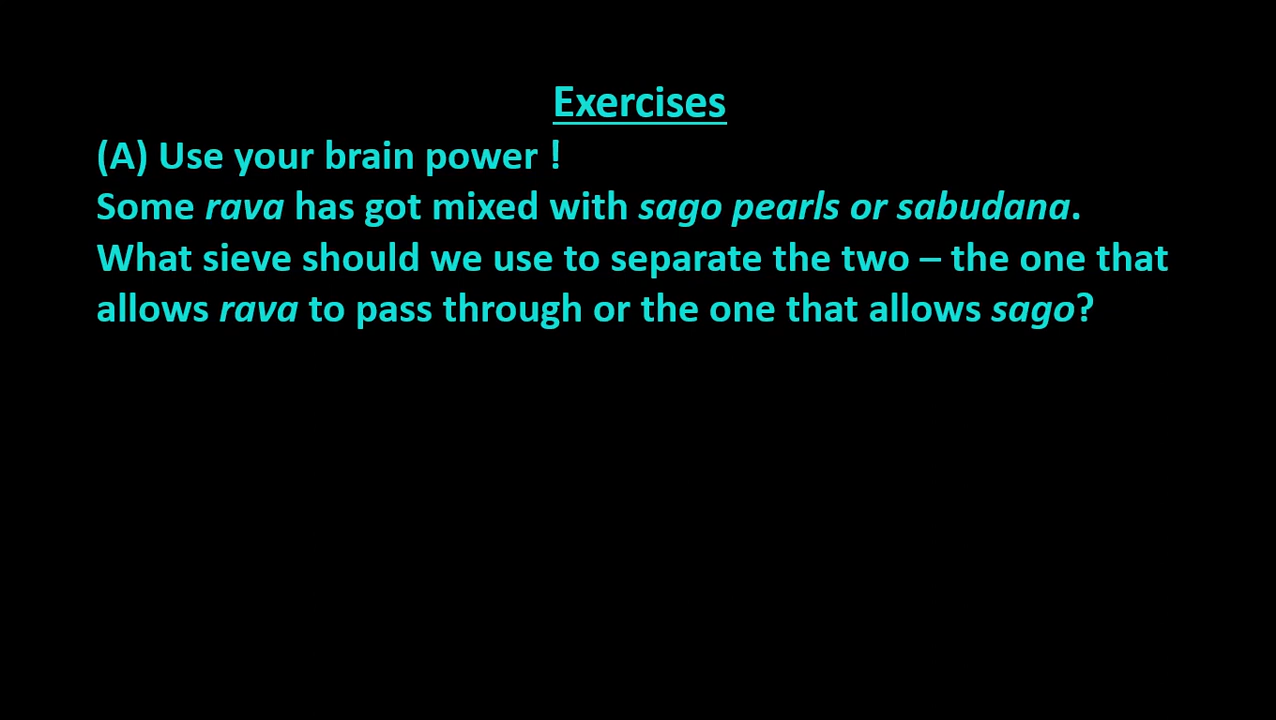 Exercises
(A) Use your brain power !
Some rava has got mixed with sago pearls or sabudana.
What sieve should we use to separate the two – the one that
allows rava to pass through or the one that allows sago?